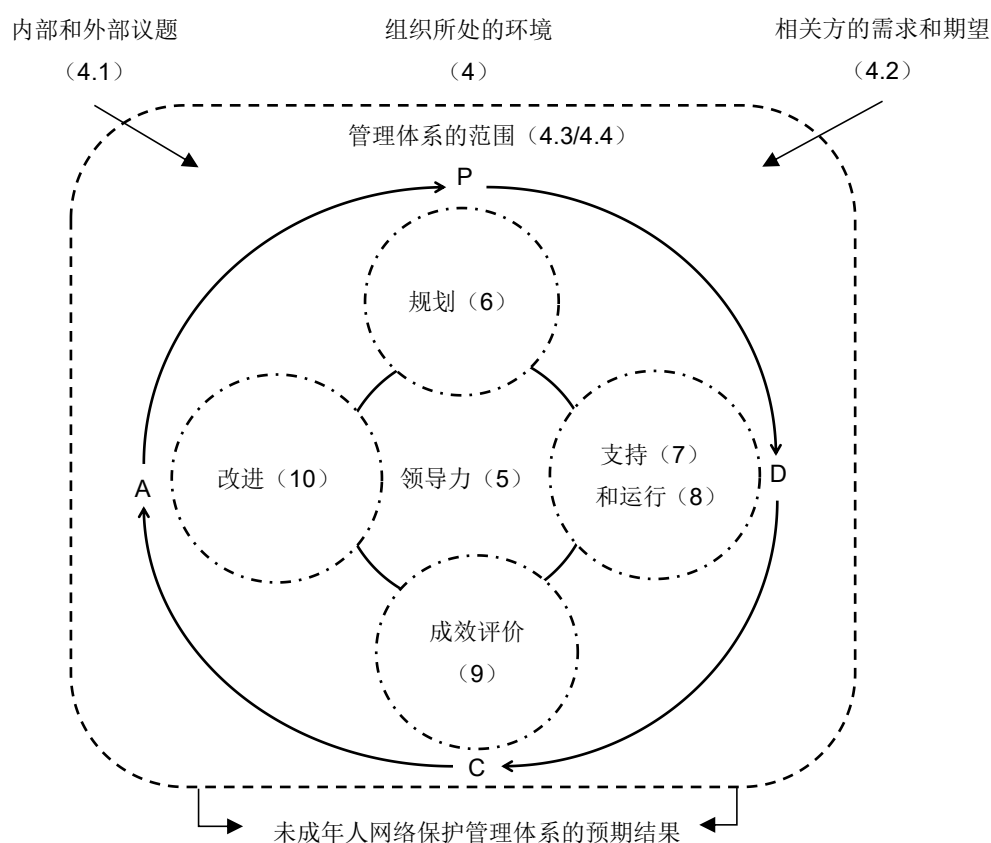 内部和外部议题
（4.1）
组织所处的环境
（4）
相关方的需求和期望
（4.2）
管理体系的范围（4.3/4.4）
P
规划（6）
改进（10）
领导力（5）
支持（7）
和运行（8）
A
D
成效评价
（9）
C
未成年人网络保护管理体系的预期结果